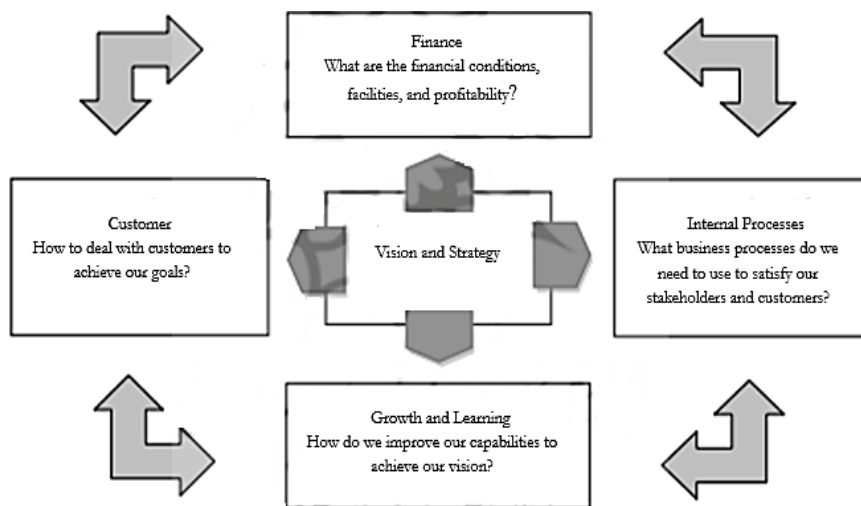 Finance
What are the financial conditions,
facilities, and profitability?
Customer
How to deal with customers to
achieve our goals?
Vision and Strategy
Internal Processes
What business processes do we
need to use to satisfy our
stakeholders and customers?
Growth and Learning
How do we improve our capabilities to
achieve our vision?